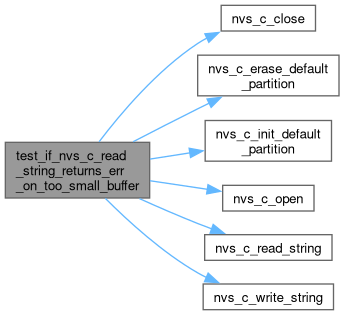 test_if_nvs_c_read
_string_returns_err
_on_too_small_buffer
nvs_c_close
nvs_c_erase_default
_partition
nvs_c_init_default
_partition
nvs_c_open
nvs_c_read_string
nvs_c_write_string